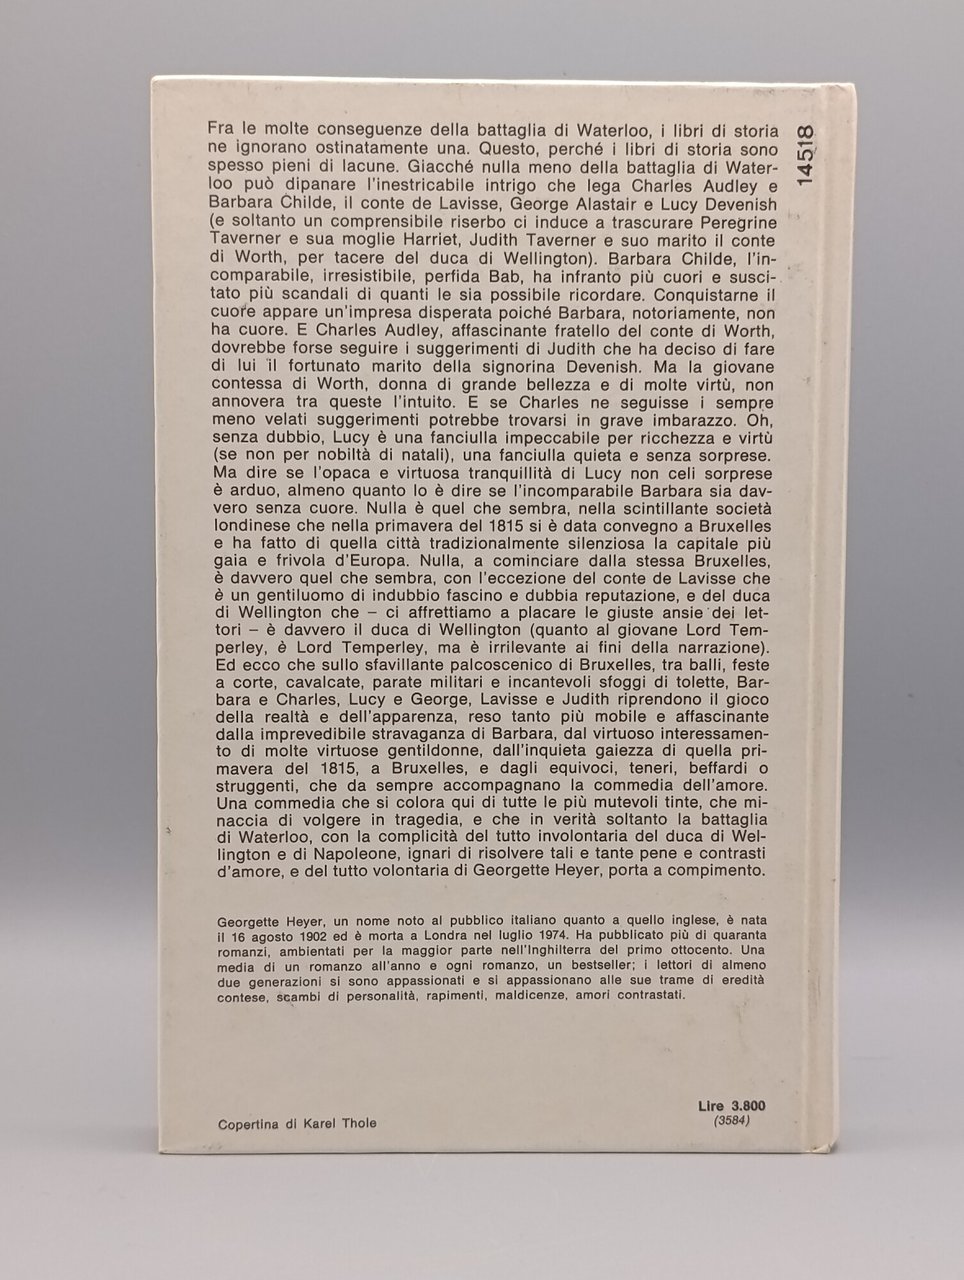 Fra le molte conseguenze della battaglia di Waterloo, i libri di storia
ne ignorano ostinatamente una. Questo, perché i libri di storia sono
spesso pieni di lacune. Giacché nulla meno della battaglia di Water-
loo può dipanare l'inestricabile intrigo che lega Charles Audley e
Barbara Childe, il conte de Lavisse, George Alastair e Lucy Devenish
(e soltanto un comprensibile riserbo ci induce a trascurare Peregrine
Taverner e sua moglie Harriet, Judith Taverner e suo marito il conte
di Worth, per tacere del duca di Wellington). Barbara Childe, l'in-
comparabile, irresistibile, perfida Bab, ha infranto più cuori e susci-
tato più scandali di quanti le sia possibile ricordare. Conquistarne il
cuore appare un'impresa disperata poiché Barbara, notoriamente, non
ha cuore. E Charles Audley, affascinante fratello del conte di Worth,
dovrebbe forse seguire i suggerimenti di Judith che ha deciso di fare
di lui il fortunato marito della signorina Devenish. Ma la giovane
contessa di Worth, donna di grande bellezza e di molte virtù, non
annovera tra queste l'intuito. E se Charles ne seguisse i sempre
meno velati suggerimenti potrebbe trovarsi in grave imbarazzo. Oh,
senza dubbio, Lucy è una fanciulla impeccabile per ricchezza e virtù
(se non per nobiltà di natali), una fanciulla quieta e senza sorprese.
Ma dire se l'opaca e virtuosa tranquillità di Lucy non celi sorprese
è arduo, almeno quanto lo è dire se l'incomparabile Barbara sia dav-
vero senza cuore. Nulla è quel che sembra, nella scintillante società
londinese che nella primavera del 1815 si è data convegno a Bruxelles
e ha fatto di quella città tradizionalmente silenziosa la capitale più
gaia e frivola d'Europa. Nulla, a cominciare dalla stessa Bruxelles,
è davvero quel che sembra, con l'eccezione del conte de Lavisse che
è un gentiluomo di indubbio fascino e dubbia reputazione, e del duca
di Wellington che – ci affrettiamo a placare le giuste ansie dei let-
tori – è davvero il duca di Wellington (quanto al giovane Lord Tem-
perley, è Lord Temperley, ma è irrilevante ai fini della narrazione).
Ed ecco che sullo sfavillante palcoscenico di Bruxelles, tra balli, feste
a corte, cavalcate, parate militari e incantevoli sfoggi di tolette, Bar-
bara e Charles, Lucy e George, Lavisse e Judith riprendono il gioco
della realtà e dell'apparenza, reso tanto più mobile e affascinante
dalla imprevedibile stravaganza di Barbara, dal virtuoso interessamen-
to di molte virtuose gentildonne, dall'inquieta gaiezza di quella pri-
mavera del 1815, a Bruxelles, e dagli equivoci, teneri, beffardi o
struggenti, che da sempre accompagnano la commedia dell'amore.
Una commedia che si colora qui di tutte le più mutevoli tinte, che mi-
naccia di volgere in tragedia, e che in verità soltanto la battaglia
di Waterloo, con la complicità del tutto involontaria del duca di Wel-
lington e di Napoleone, ignari di risolvere tali e tante pene e contrasti
d'amore, e del tutto volontaria di Georgette Heyer, porta a compimento.
Georgette Heyer, un nome noto al pubblico italiano quanto a quello inglese, è nata
il 16 agosto 1902 ed è morta a Londra nel luglio 1974. Ha pubblicato più di quaranta
romanzi, ambientati per la maggior parte nell'Inghilterra del primo ottocento. Una
media di un romanzo all'anno e ogni romanzo, un bestseller; i lettori di almeno
due generazioni si sono appassionati e si appassionano alle sue trame di eredità
contese, scambi di personalità, rapimenti, maldicenze, amori contrastati.
Copertina di Karel Thole
Lire 3.800
(3584)
14518